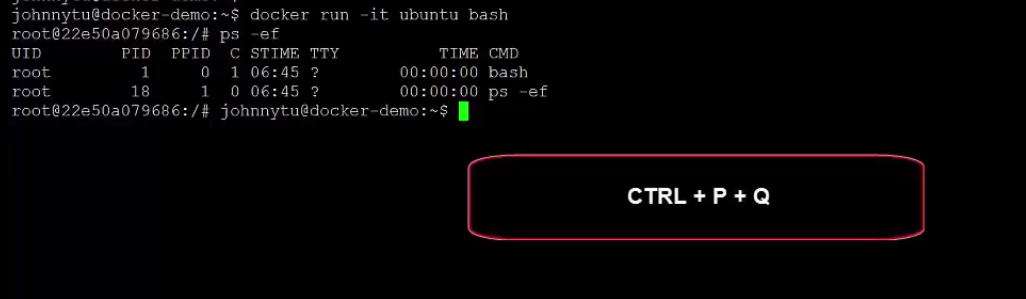 johnnytu@docker-demo:~$ docker run -it ubuntu bash
root@22e50a079686:/# ps -ef
UID        PID  PPID  C STIME TTY          TIME CMD
root         1     0  1 06:45 ?        00:00:00 bash
root        18     1  0 06:45 ?        00:00:00 ps -ef
root@22e50a079686:/# johnnytu@docker-demo:~$
CTRL + P + Q